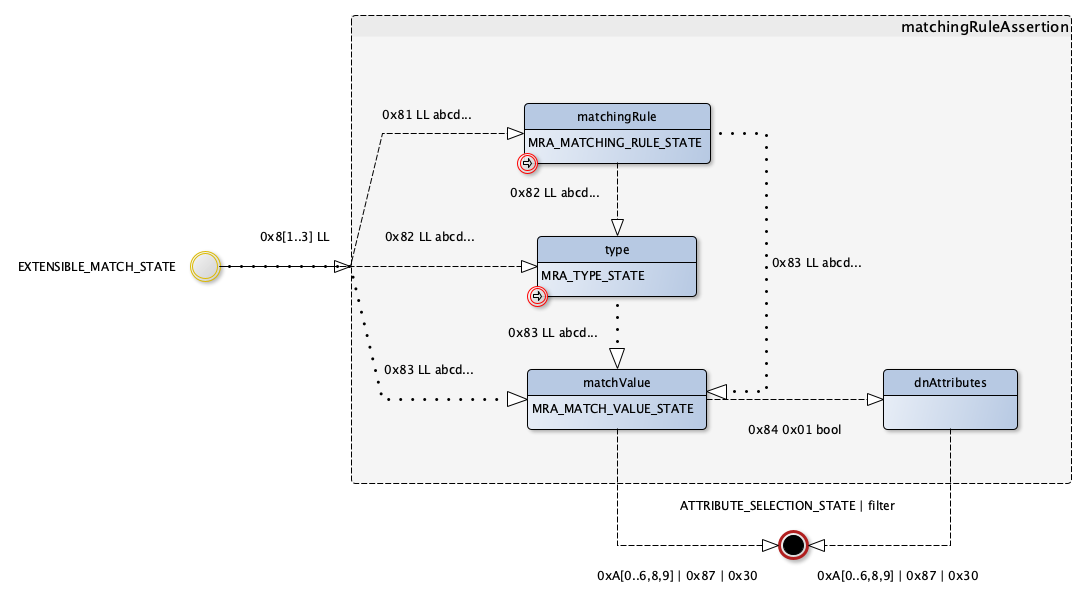 matchingRuleAssertion
0x81 LL abcd...
matchingRule
MRA_MATCHING_RULE_STATE
0x82 LL abcd...
0x8[1..3] LL
0x82 LL abcd...
type
EXTENSIBLE_MATCH_STATE
MRA_TYPE_STATE
0x83 LL abcd...
0x83 LL abcd...
0x83 LL abcd...
matchValue
dnAttributes
MRA_MATCH_VALUE_STATE
0x84 0x01 bool
ATTRIBUTE_SELECTION_STATE | filter
0xA[0..6,8,9] | 0x87 | 0x30
0xA[0..6,8,9] | 0x87 | 0x30